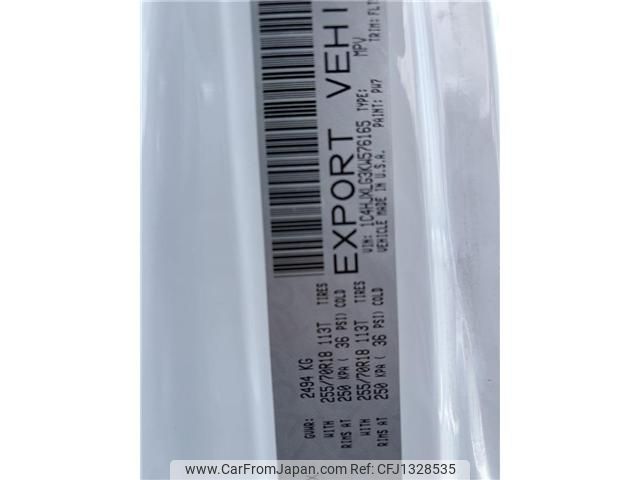 EXPORT VEHI
GVWR: 2494 KG
WITH 255/70R18 113T TIRES
RIMS AT 250 KPA ( 36 PSI) COLD
WITH 255/70R18 113T TIRES
RIMS AT 250 KPA ( 36 PSI) COLD
VIN: 1C4HJXLG3KW576165 TYPE: MPV
VEHICLE MADE IN U.S.A. PAINT: PW7 TRIM: FLT
www.CarFromJapan.com - CFJ1328535